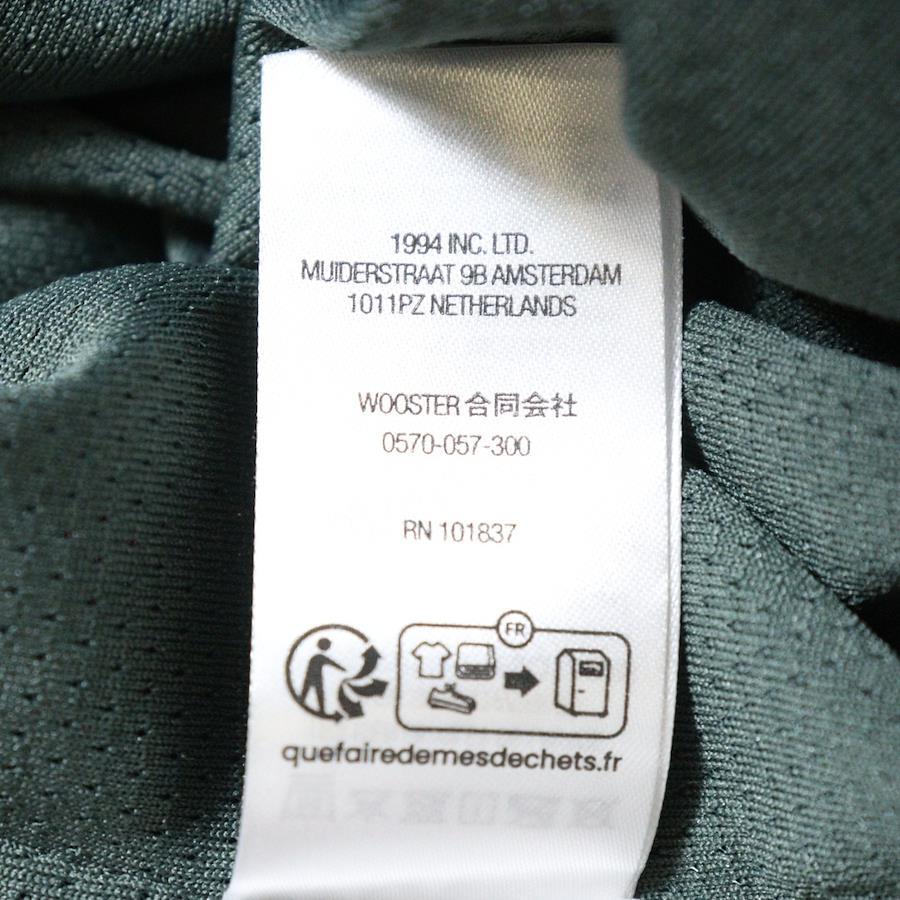 1994 INC. LTD.
MUIDERSTRAAT 9B AMSTERDAM
1011PZ NETHERLANDS
WOOSTER 合同会社
0570-057-300
RN 101837
FR
quefairedemesdechets.fr